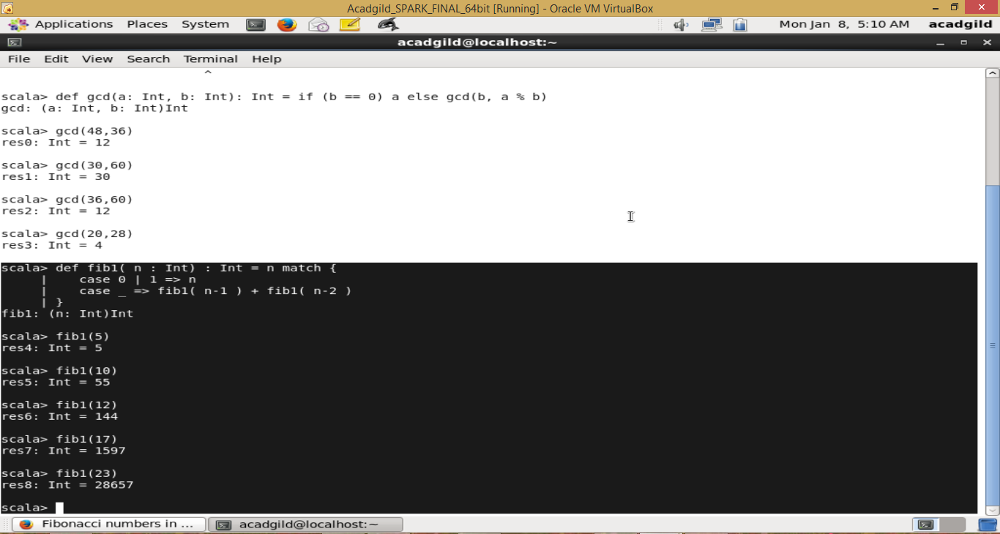 Acadgild_SPARK_FINAL_64bit [Running] - Oracle VM VirtualBox
Applications Places System Mon Jan 8, 5:10 AM acadgild
acadgild@localhost:~
File Edit View Search Terminal Help
^
scala> def gcd(a: Int, b: Int): Int = if (b == 0) a else gcd(b, a % b)
gcd: (a: Int, b: Int)Int
scala> gcd(48,36)
res0: Int = 12
scala> gcd(30,60)
res1: Int = 30
scala> gcd(36,60)
res2: Int = 12
scala> gcd(20,28)
res3: Int = 4
scala> def fib1( n : Int) : Int = n match {
     |    case 0 | 1 => n
     |    case _ => fib1( n-1 ) + fib1( n-2 )
     | }
fib1: (n: Int)Int
scala> fib1(5)
res4: Int = 5
scala> fib1(10)
res5: Int = 55
scala> fib1(12)
res6: Int = 144
scala> fib1(17)
res7: Int = 1597
scala> fib1(23)
res8: Int = 28657
scala>
Fibonacci numbers in ... acadgild@localhost:~